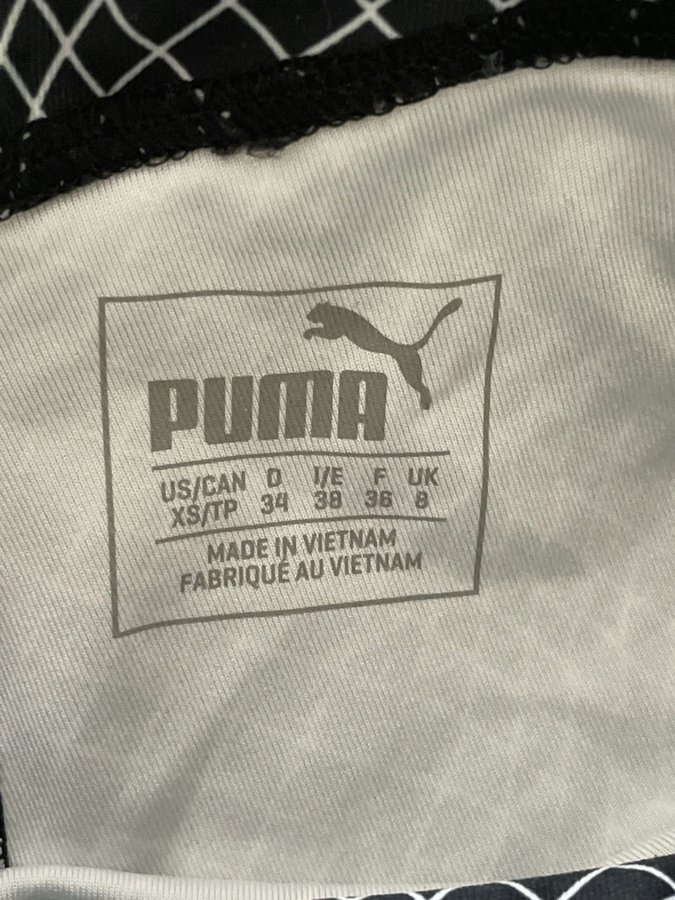 PUMA
US/CAN D I/E F UK
XS/TP 34 38 36 8
MADE IN VIETNAM
FABRIQUÉ AU VIETNAM